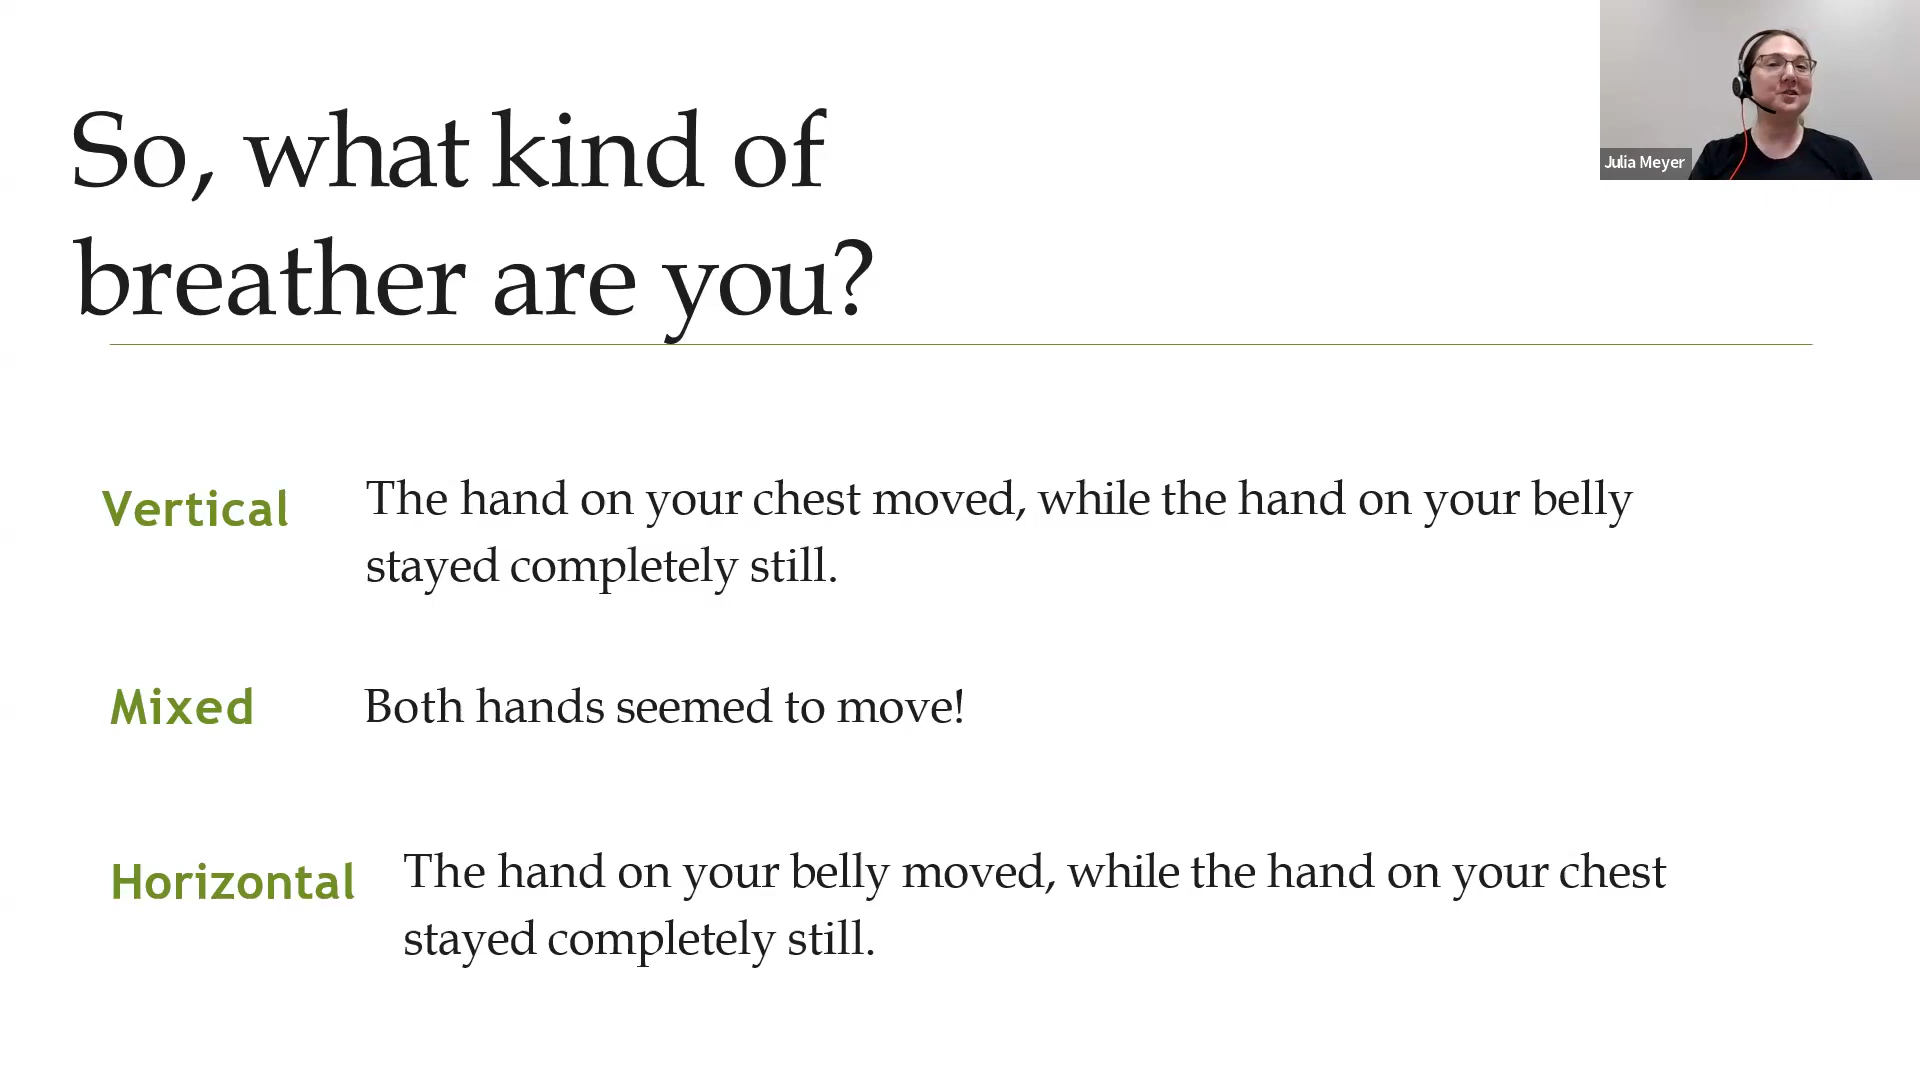 So, what kind of
breather are you?
Julia Meyer
Vertical
The hand on your chest moved, while the hand on your belly
stayed completely still.
Mixed
Both hands seemed to move!
Horizontal
The hand on your belly moved, while the hand on your chest
stayed completely still.